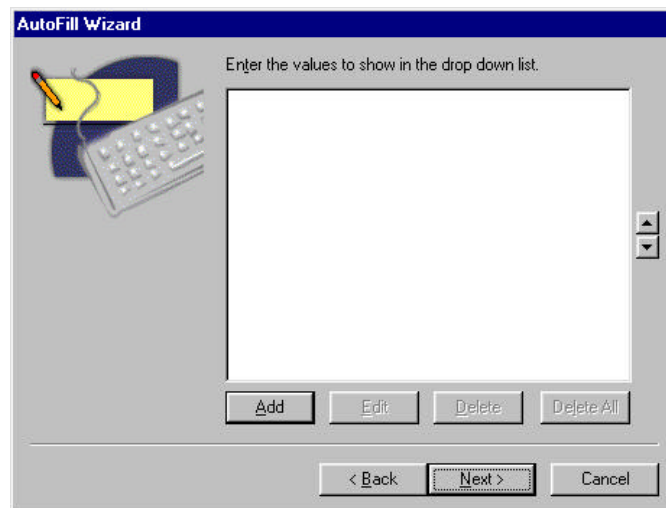 AutoFill Wizard
Enter the values to show in the drop down list.
Add Edit Delete Delete All
< Back Next > Cancel